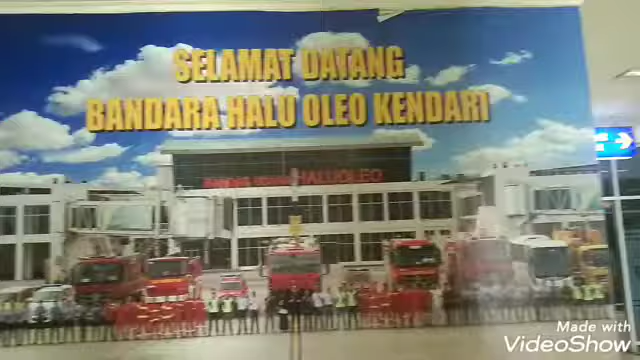 SELAMAT DATANG
BANDARA HALU OLEO KENDARI
HALUOLEO
Made with
VideoShow